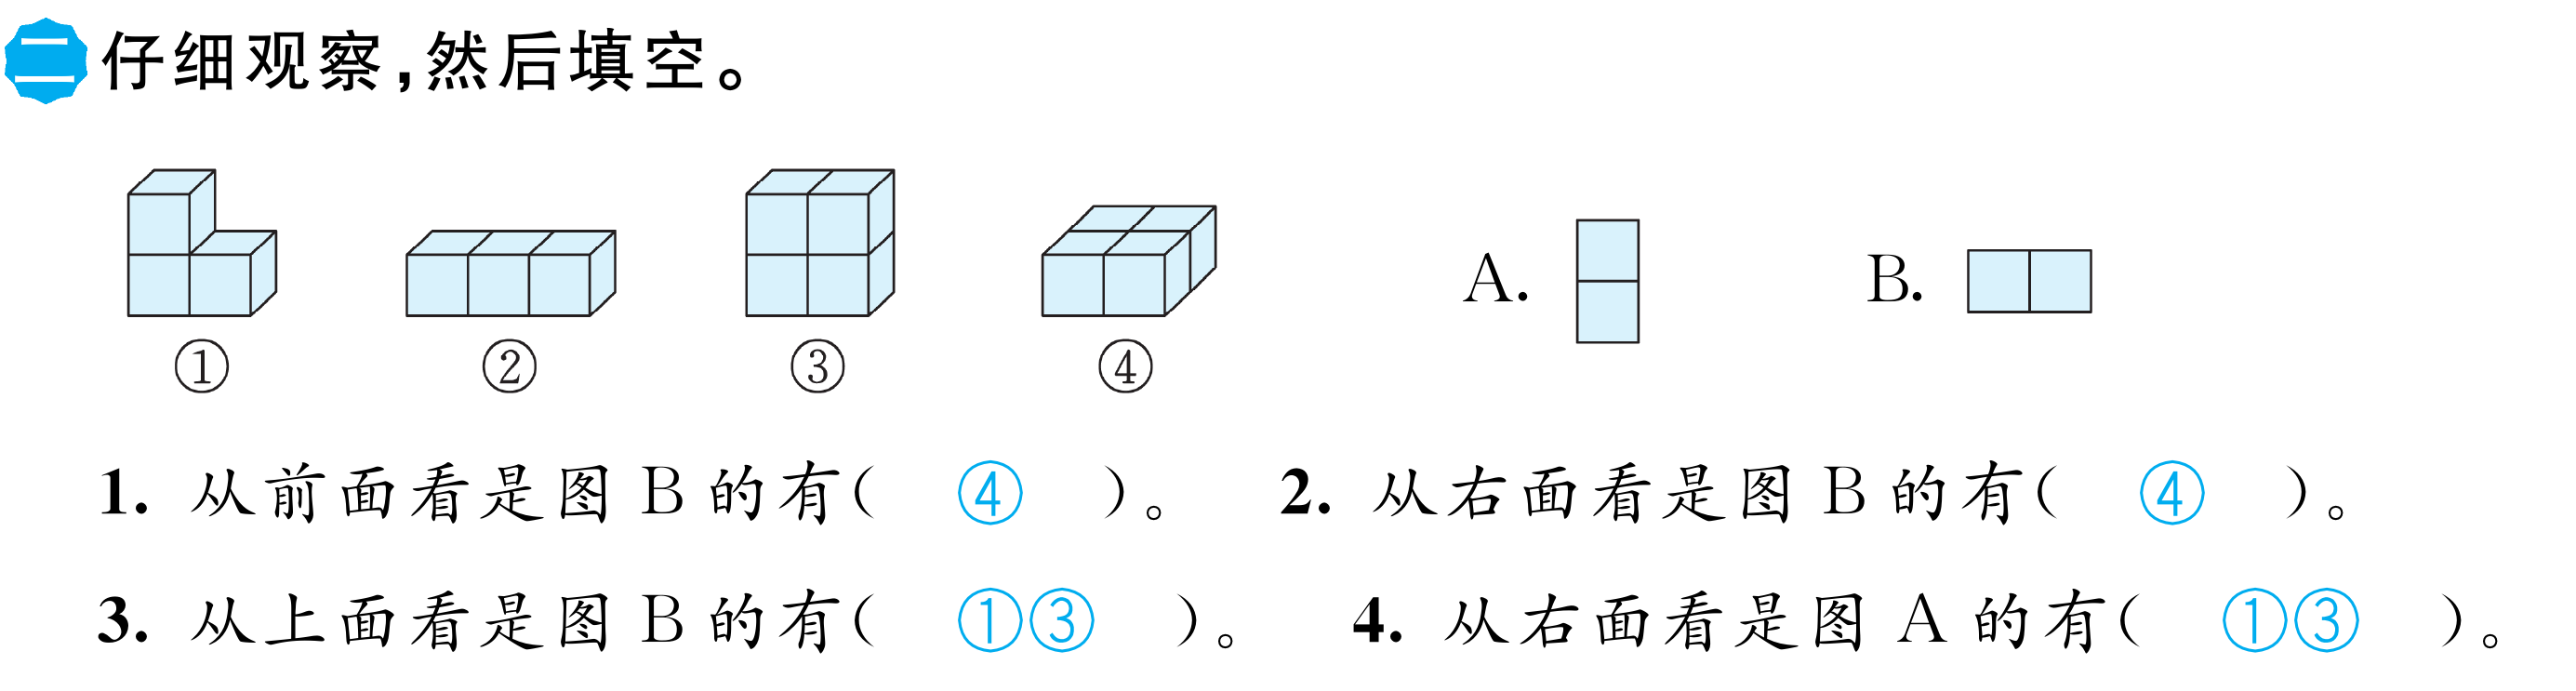 二 仔细观察,然后填空。
① ② ③ ④ A. B.
1. 从前面看是图 B 的有( ④ )。 2. 从右面看是图 B 的有( ④ )。
3. 从上面看是图 B 的有( ①③ )。 4. 从右面看是图 A 的有( ①③ )。